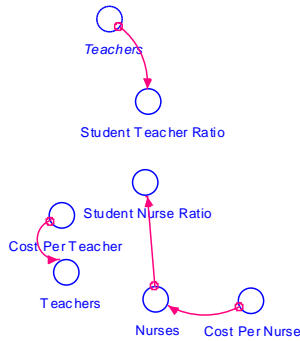 Teachers
Student Teacher Ratio
Student Nurse Ratio
Cost Per Teacher
Teachers
Nurses
Cost Per Nurse